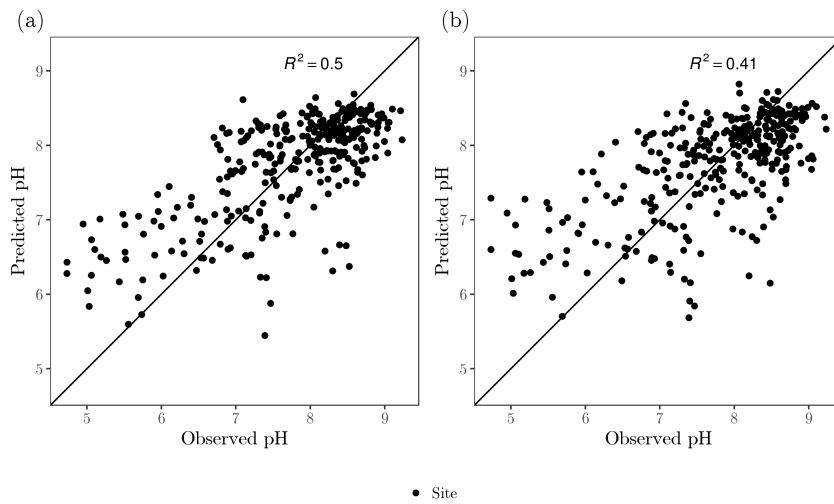 (a)
R² = 0.5
9
8
7
6
5
Predicted pH
5 6 7 8 9
Observed pH
(b)
R² = 0.41
9
8
7
6
5
Predicted pH
5 6 7 8 9
Observed pH
Site